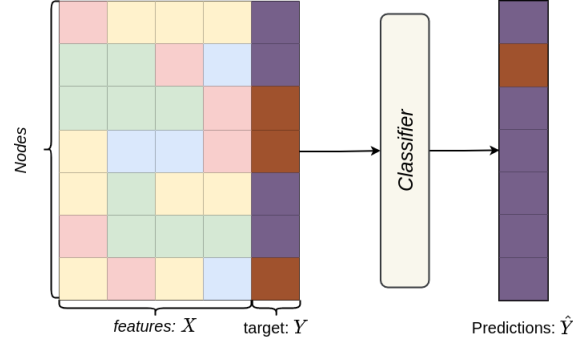 Nodes
Classifier
features: X
target: Y
Predictions: Ŷ